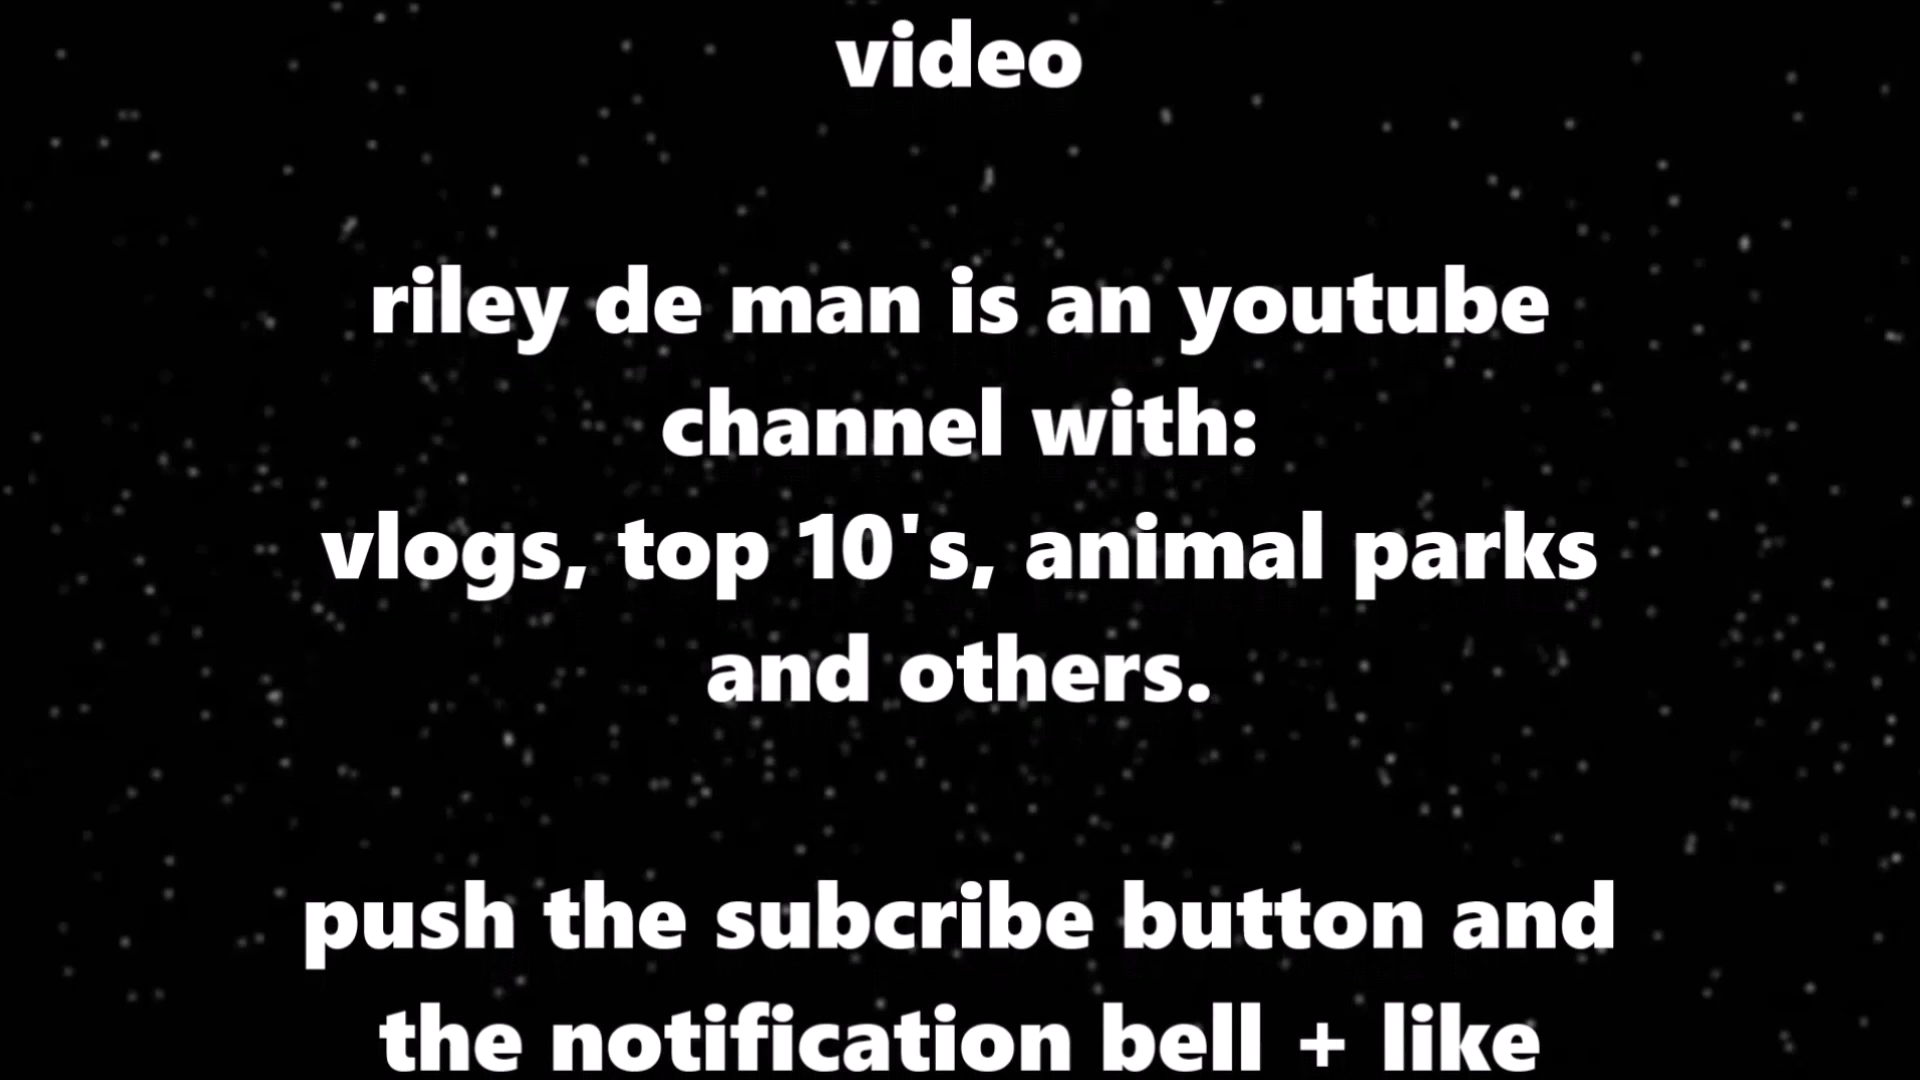 video
riley de man is an youtube
channel with:
vlogs, top 10's, animal parks
and others.
push the subcribe button and
the notification bell + like